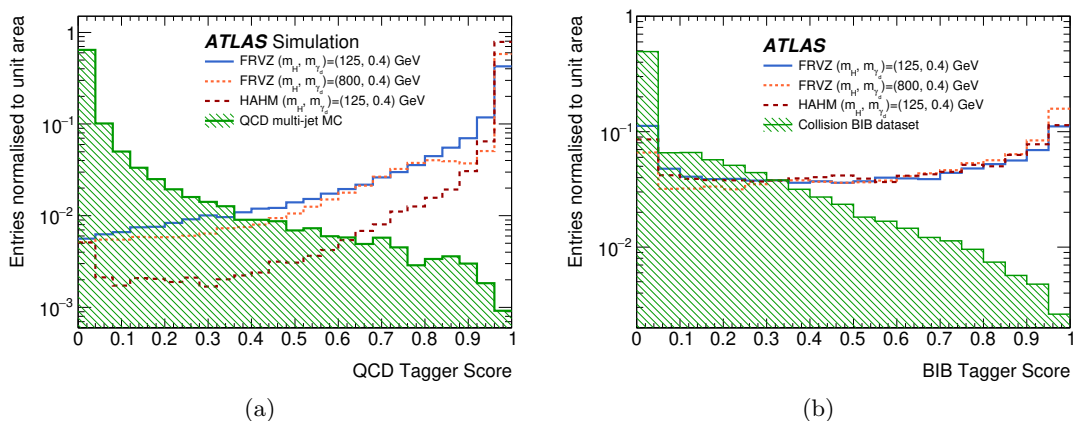 ATLAS Simulation
FRVZ (m_H, m_γd)=(125, 0.4) GeV
FRVZ (m_H, m_γd)=(800, 0.4) GeV
HAHM (m_H, m_γd)=(125, 0.4) GeV
QCD multi-jet MC
Entries normalised to unit area
1
10⁻¹
10⁻²
10⁻³
0 0.1 0.2 0.3 0.4 0.5 0.6 0.7 0.8 0.9 1
QCD Tagger Score
(a)
ATLAS
FRVZ (m_H, m_γd)=(125, 0.4) GeV
FRVZ (m_H, m_γd)=(800, 0.4) GeV
HAHM (m_H, m_γd)=(125, 0.4) GeV
Collision BIB dataset
Entries normalised to unit area
1
10⁻¹
10⁻²
0 0.1 0.2 0.3 0.4 0.5 0.6 0.7 0.8 0.9 1
BIB Tagger Score
(b)